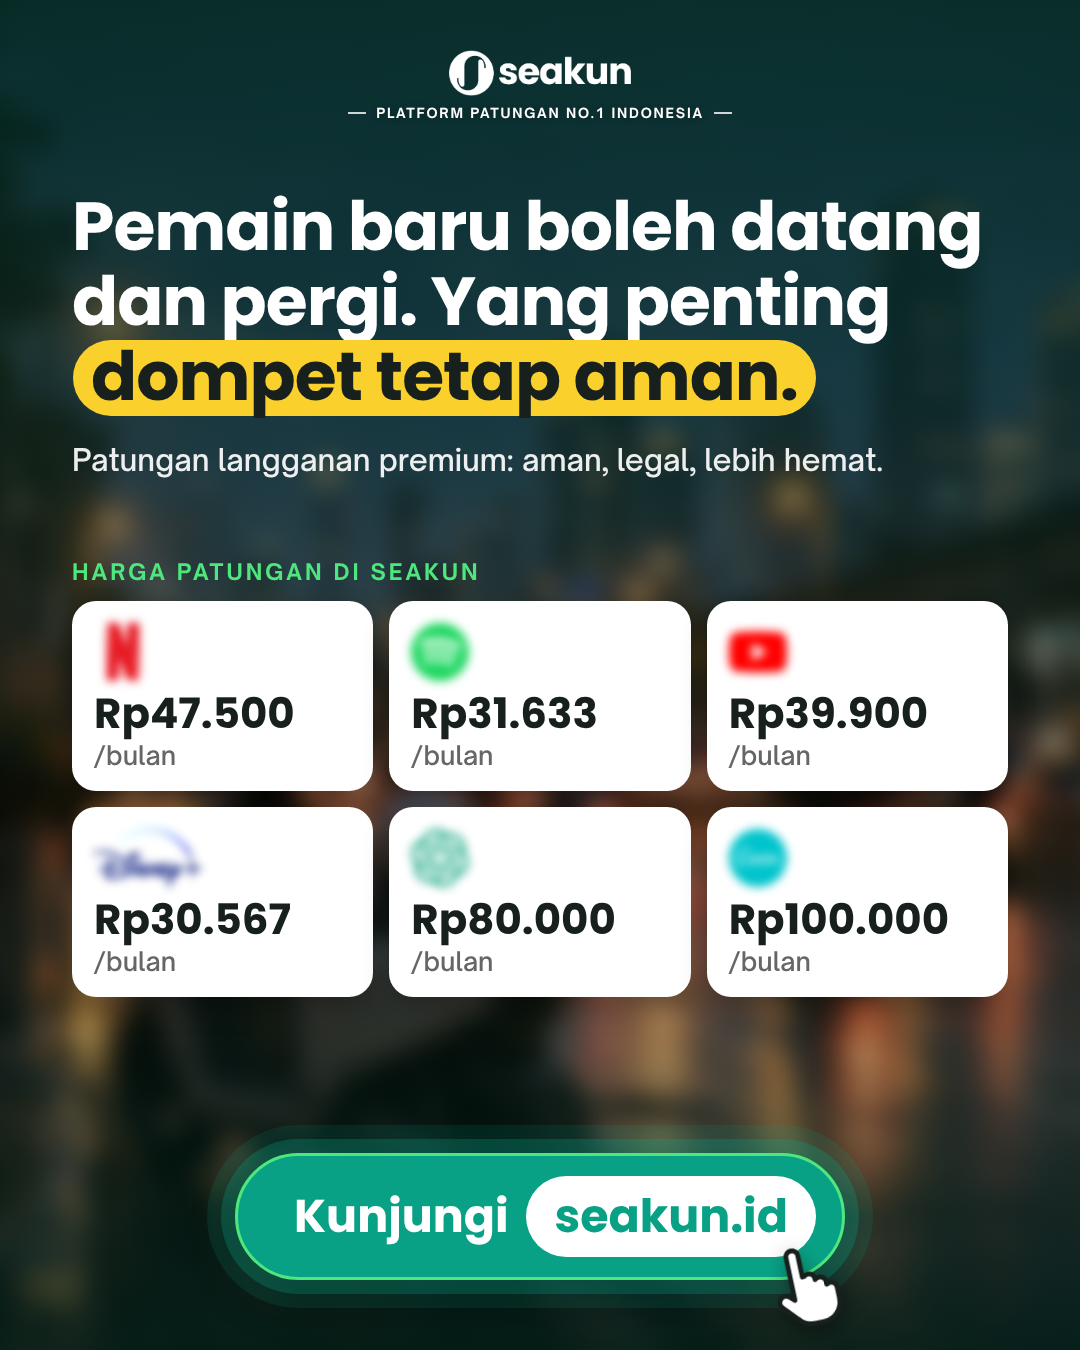 seakun
PLATFORM PATUNGAN NO.1 INDONESIA
Pemain baru boleh datang
dan pergi. Yang penting
dompet tetap aman.
Patungan langganan premium: aman, legal, lebih hemat.
HARGA PATUNGAN DI SEAKUN
N
Rp47.500
/bulan
Rp31.633
/bulan
Rp39.900
/bulan
Disney+
Rp30.567
/bulan
Rp80.000
/bulan
Rp100.000
/bulan
Kunjungi seakun.id